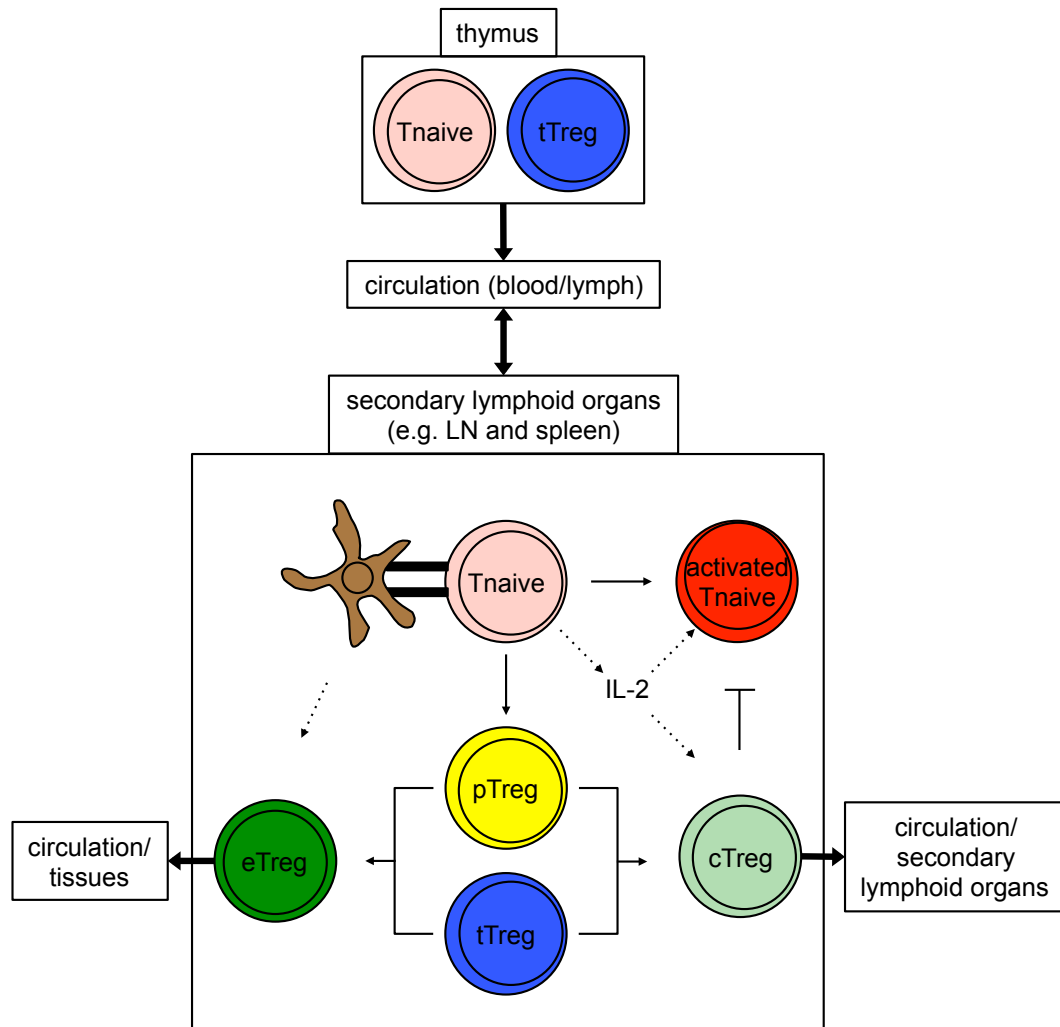 thymus
Tnaive
tTreg
circulation (blood/lymph)
secondary lymphoid organs
(e.g. LN and spleen)
Tnaive
activated
Tnaive
IL-2
pTreg
circulation/
tissues
eTreg
cTreg
circulation/
secondary
lymphoid organs
tTreg